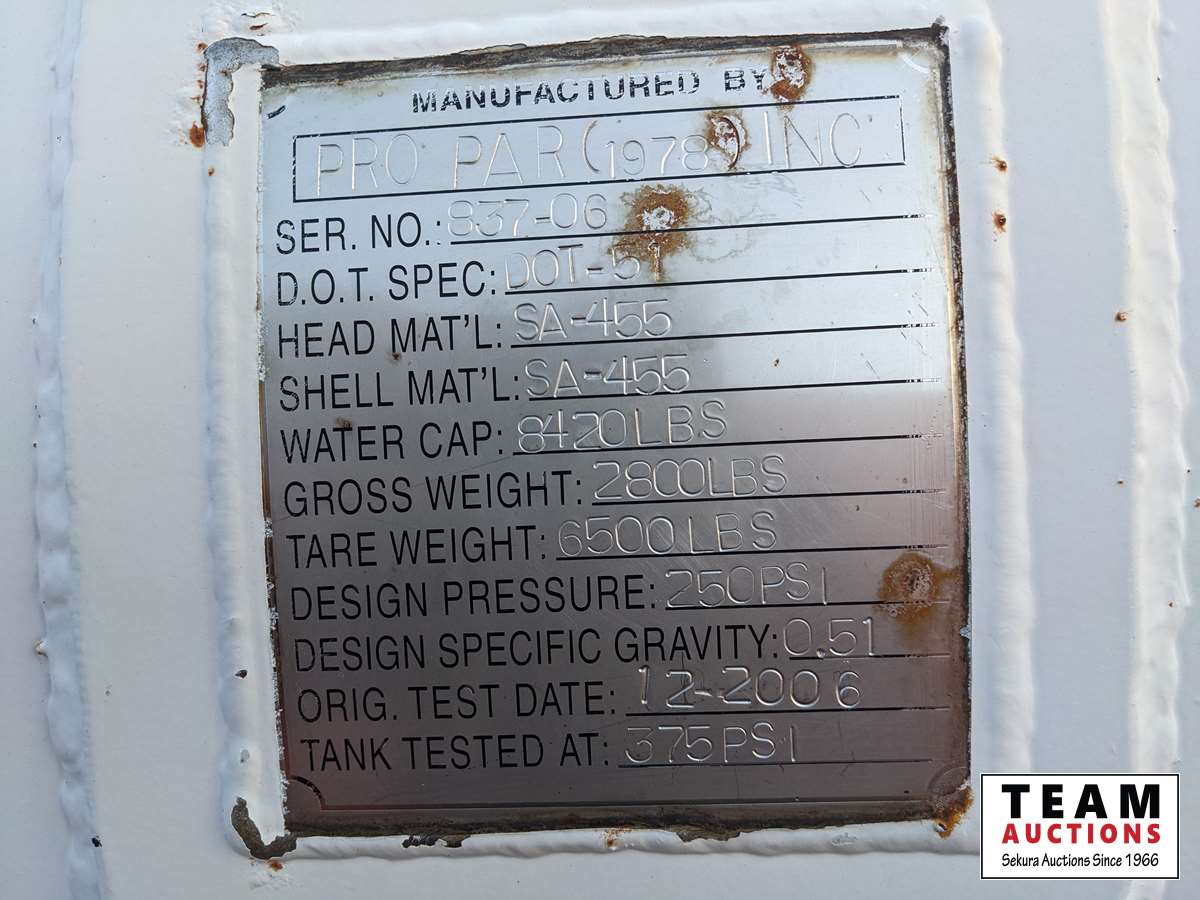 MANUFACTURED BY
PRO PAR (1978) INC
SER. NO.: 837-06
D.O.T. SPEC: DOT-51
HEAD MAT'L: SA-455
SHELL MAT'L: SA-455
WATER CAP: 8420LBS
GROSS WEIGHT: 2800LBS
TARE WEIGHT: 6500LBS
DESIGN PRESSURE: 250PSI
DESIGN SPECIFIC GRAVITY: 0.51
ORIG. TEST DATE: 12-2006
TANK TESTED AT: 375PSI
TEAM
AUCTIONS
Sekura Auctions Since 1966